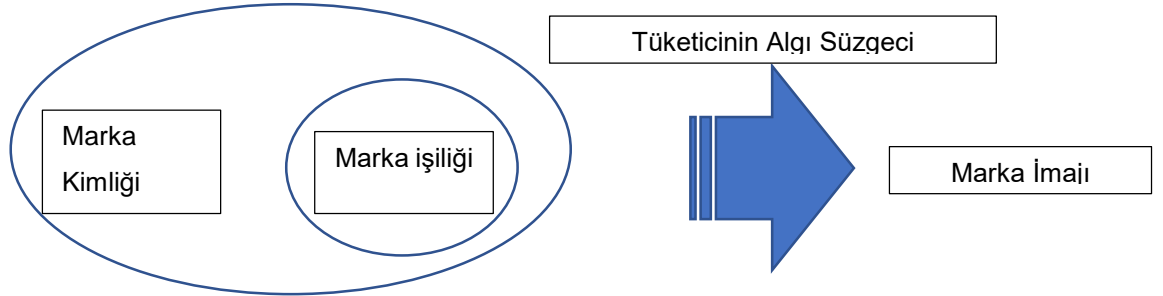 Tüketicinin Algı Süzgeci
Marka
Kimliği
Marka işiliği
Marka İmajı